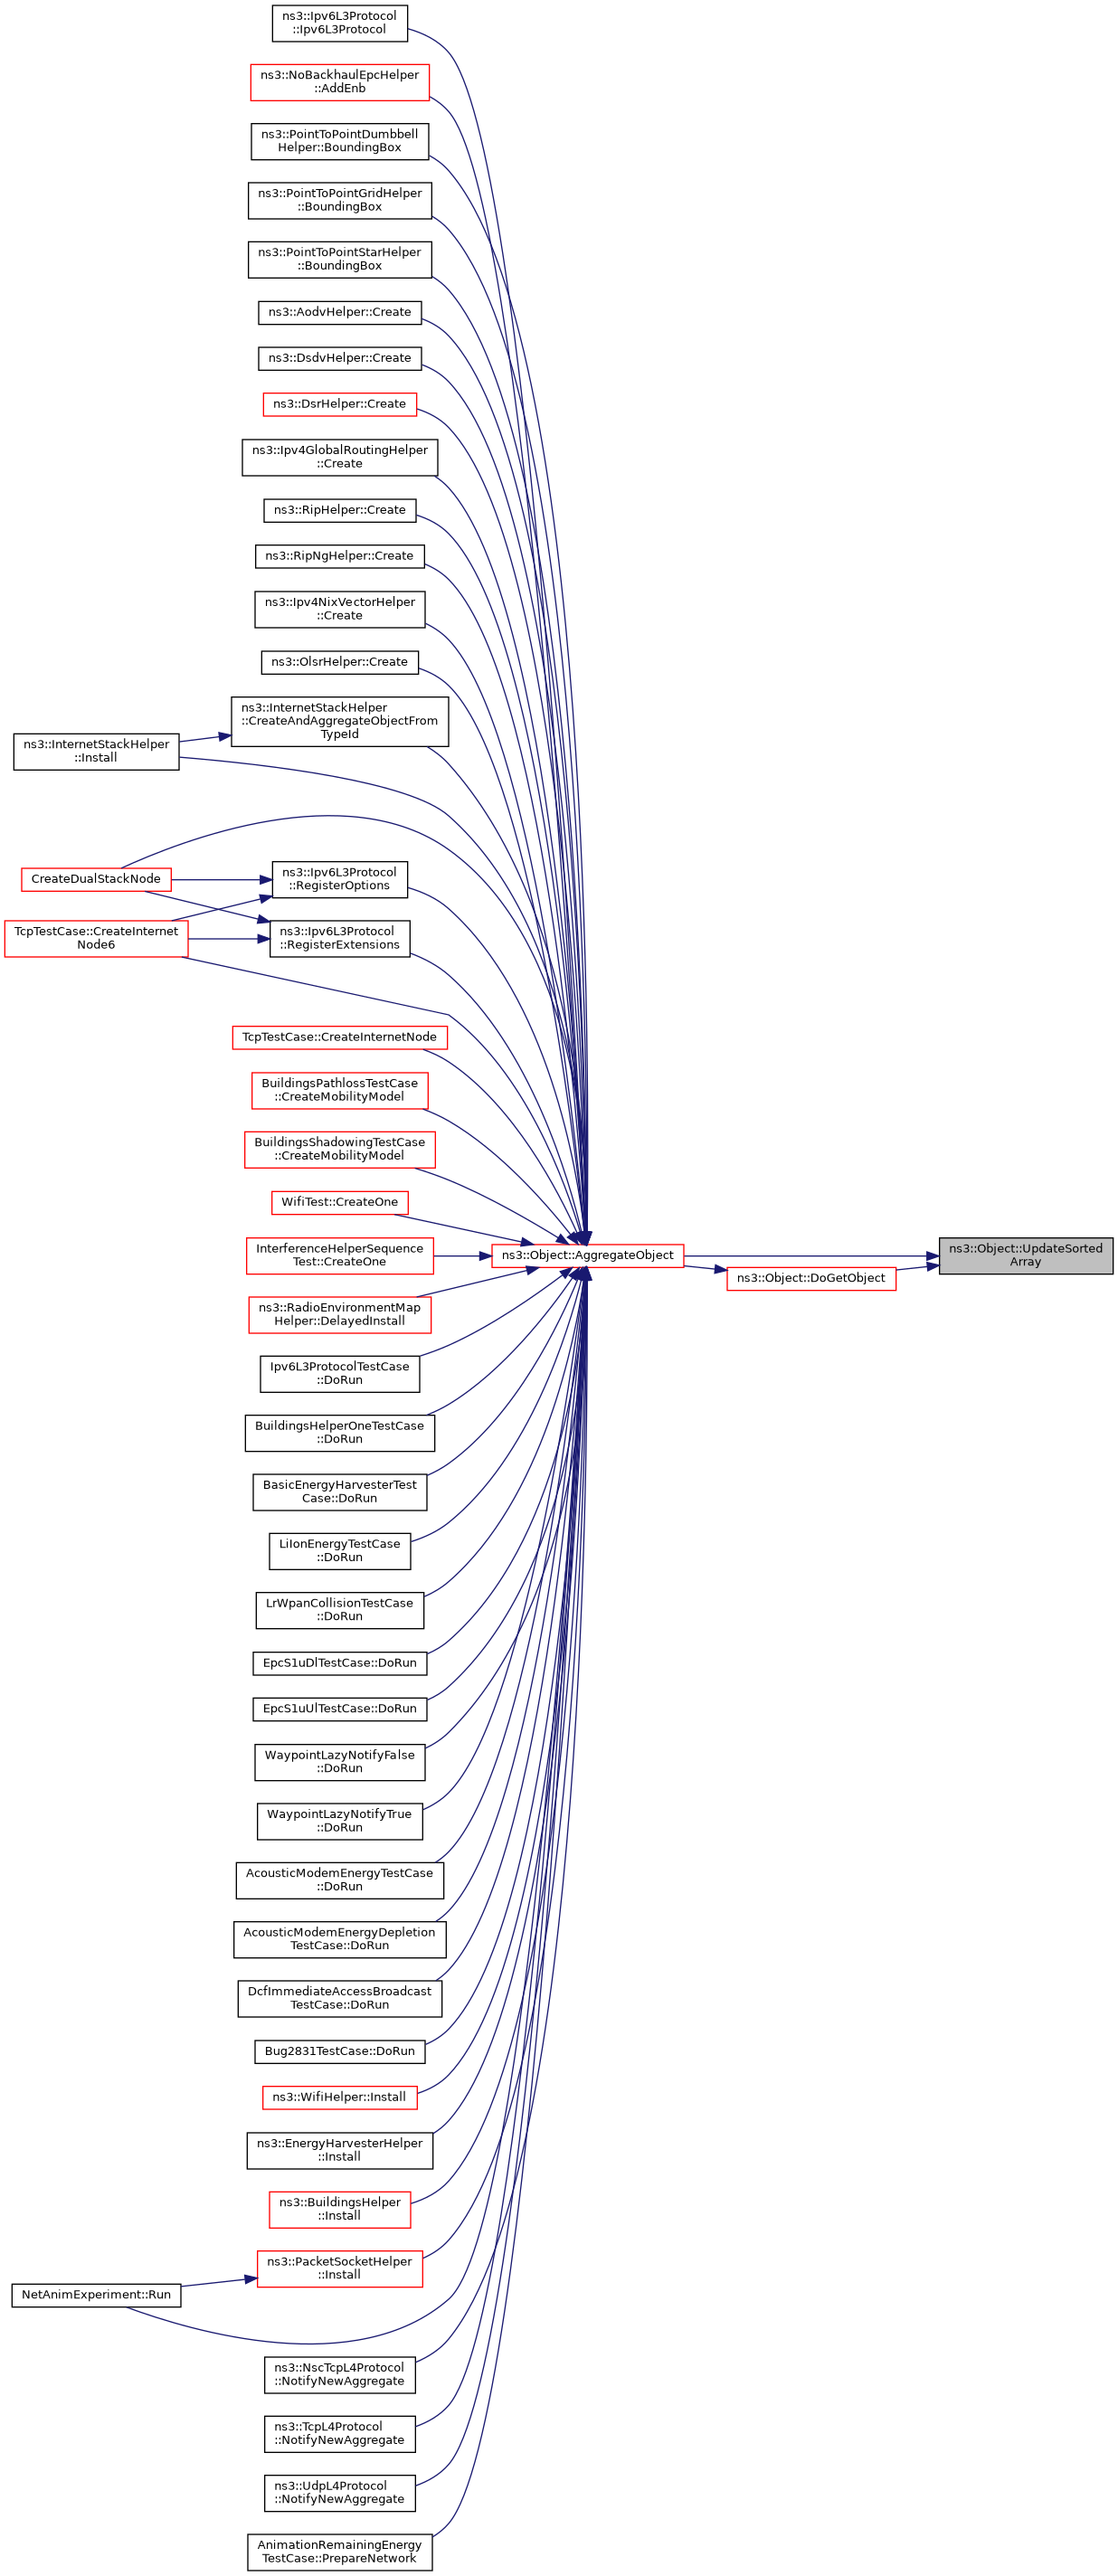 ns3::Ipv6L3Protocol
::Ipv6L3Protocol
ns3::NoBackhaulEpcHelper
::AddEnb
ns3::PointToPointDumbbell
Helper::BoundingBox
ns3::PointToPointGridHelper
::BoundingBox
ns3::PointToPointStarHelper
::BoundingBox
ns3::AodvHelper::Create
ns3::DsdvHelper::Create
ns3::DsrHelper::Create
ns3::Ipv4GlobalRoutingHelper
::Create
ns3::RipHelper::Create
ns3::RipNgHelper::Create
ns3::Ipv4NixVectorHelper
::Create
ns3::OlsrHelper::Create
ns3::InternetStackHelper
::CreateAndAggregateObjectFrom
TypeId
ns3::InternetStackHelper
::Install
CreateDualStackNode
ns3::Ipv6L3Protocol
::RegisterOptions
TcpTestCase::CreateInternet
Node6
ns3::Ipv6L3Protocol
::RegisterExtensions
TcpTestCase::CreateInternetNode
BuildingsPathlossTestCase
::CreateMobilityModel
BuildingsShadowingTestCase
::CreateMobilityModel
WifiTest::CreateOne
InterferenceHelperSequence
Test::CreateOne
ns3::Object::AggregateObject
ns3::Object::UpdateSorted
Array
ns3::Object::DoGetObject
ns3::RadioEnvironmentMap
Helper::DelayedInstall
Ipv6L3ProtocolTestCase
::DoRun
BuildingsHelperOneTestCase
::DoRun
BasicEnergyHarvesterTest
Case::DoRun
LiIonEnergyTestCase
::DoRun
LrWpanCollisionTestCase
::DoRun
EpcS1uDlTestCase::DoRun
EpcS1uUlTestCase::DoRun
WaypointLazyNotifyFalse
::DoRun
WaypointLazyNotifyTrue
::DoRun
AcousticModemEnergyTestCase
::DoRun
AcousticModemEnergyDepletion
TestCase::DoRun
DcfImmediateAccessBroadcast
TestCase::DoRun
Bug2831TestCase::DoRun
ns3::WifiHelper::Install
ns3::EnergyHarvesterHelper
::Install
ns3::BuildingsHelper
::Install
ns3::PacketSocketHelper
::Install
NetAnimExperiment::Run
ns3::NscTcpL4Protocol
::NotifyNewAggregate
ns3::TcpL4Protocol
::NotifyNewAggregate
ns3::UdpL4Protocol
::NotifyNewAggregate
AnimationRemainingEnergy
TestCase::PrepareNetwork